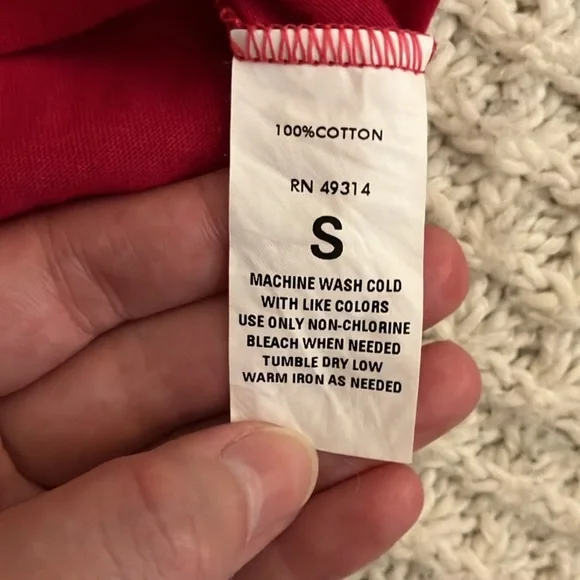 100%COTTON
RN 49314
S
MACHINE WASH COLD
WITH LIKE COLORS
USE ONLY NON-CHLORINE
BLEACH WHEN NEEDED
TUMBLE DRY LOW
WARM IRON AS NEEDED